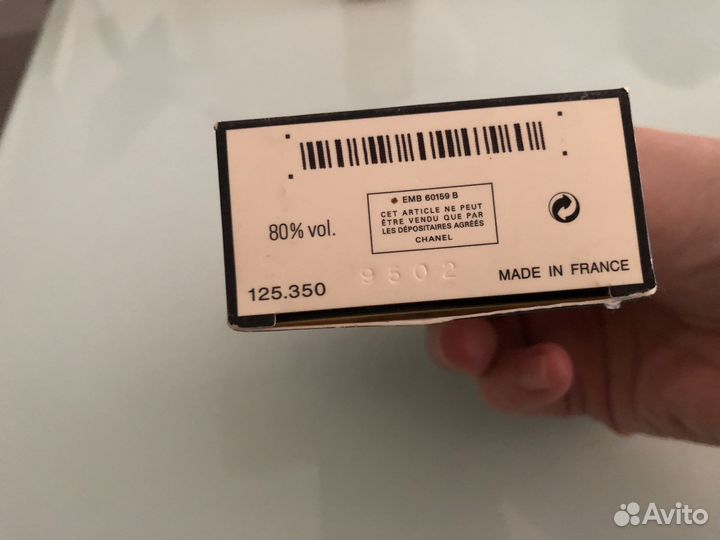 EMB 60159 B
CET ARTICLE NE PEUT
ÊTRE VENDU QUE PAR
LES DÉPOSITAIRES AGRÉÉS
CHANEL
80% vol.
9502
125.350
MADE IN FRANCE
Avito